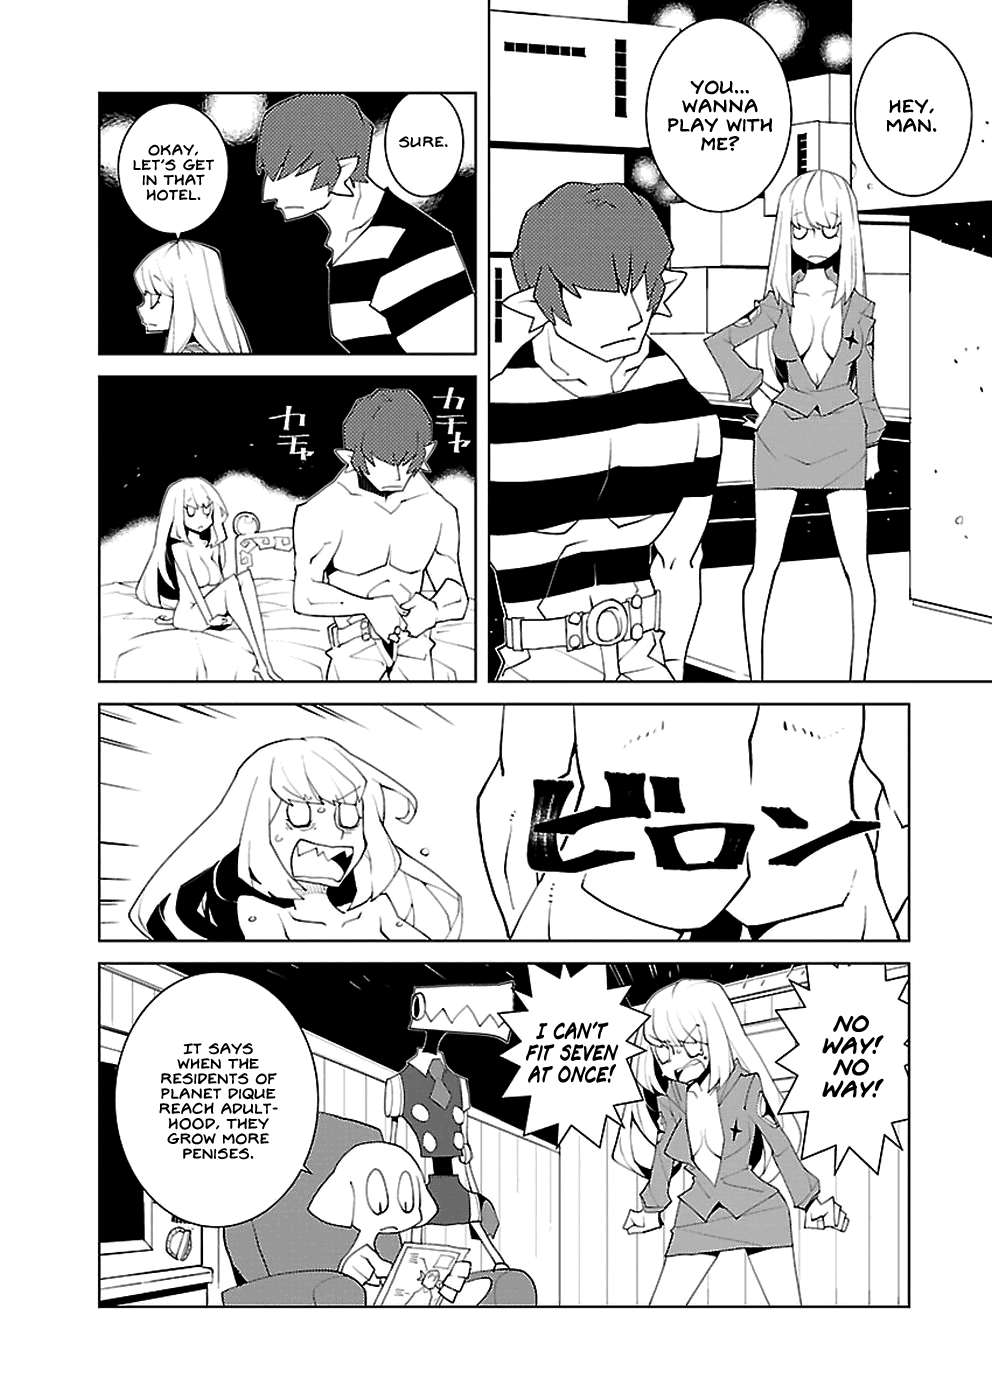 HEY,
MAN.
YOU...
WANNA
PLAY WITH
ME?
SURE.
OKAY,
LET'S GET
IN THAT
HOTEL.
カチャ
カチャ
ビロン
NO
WAY!
NO
WAY!
I CAN'T
FIT SEVEN
AT ONCE!
IT SAYS
WHEN THE
RESIDENTS OF
PLANET DIQUE
REACH ADULT-
HOOD, THEY
GROW MORE
PENISES.